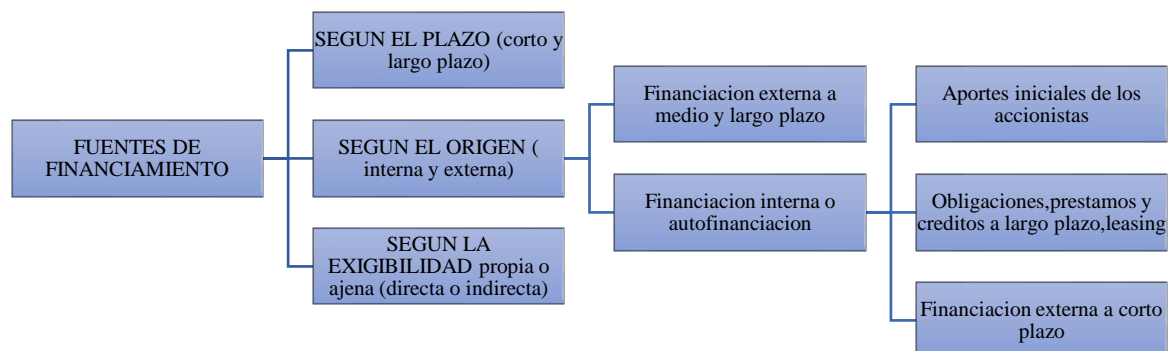 FUENTES DE
FINANCIAMIENTO
SEGUN EL PLAZO (corto y
largo plazo)
SEGUN EL ORIGEN (
interna y externa)
SEGUN LA
EXIGIBILIDAD propia o
ajena (directa o indirecta)
Financiacion externa a
medio y largo plazo
Financiacion interna o
autofinanciacion
Aportes iniciales de los
accionistas
Obligaciones,prestamos y
creditos a largo plazo,leasing
Financiacion externa a corto
plazo